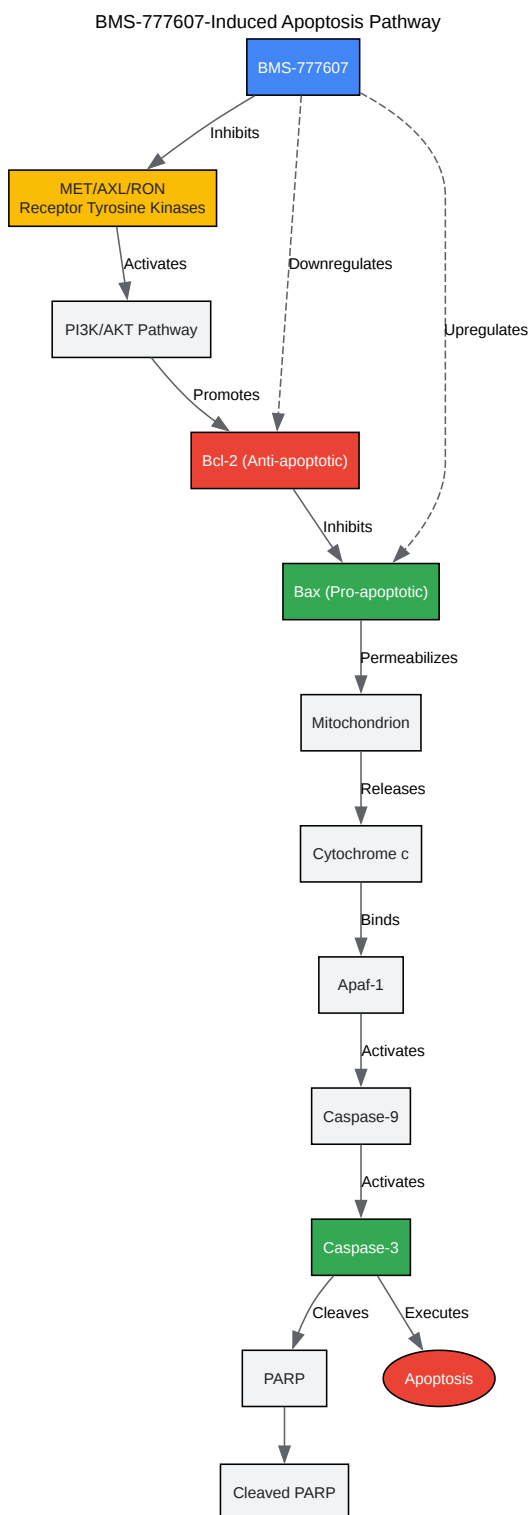 BMS-777607-Induced Apoptosis Pathway
BMS-777607
Inhibits
MET/AXL/RON
Receptor Tyrosine Kinases
Activates
Downregulates
PI3K/AKT Pathway
Upregulates
Promotes
Bcl-2 (Anti-apoptotic)
Inhibits
Bax (Pro-apoptotic)
Permeabilizes
Mitochondrion
Releases
Cytochrome c
Binds
Apaf-1
Activates
Caspase-9
Activates
Caspase-3
Cleaves
Executes
PARP
Apoptosis
Cleaved PARP